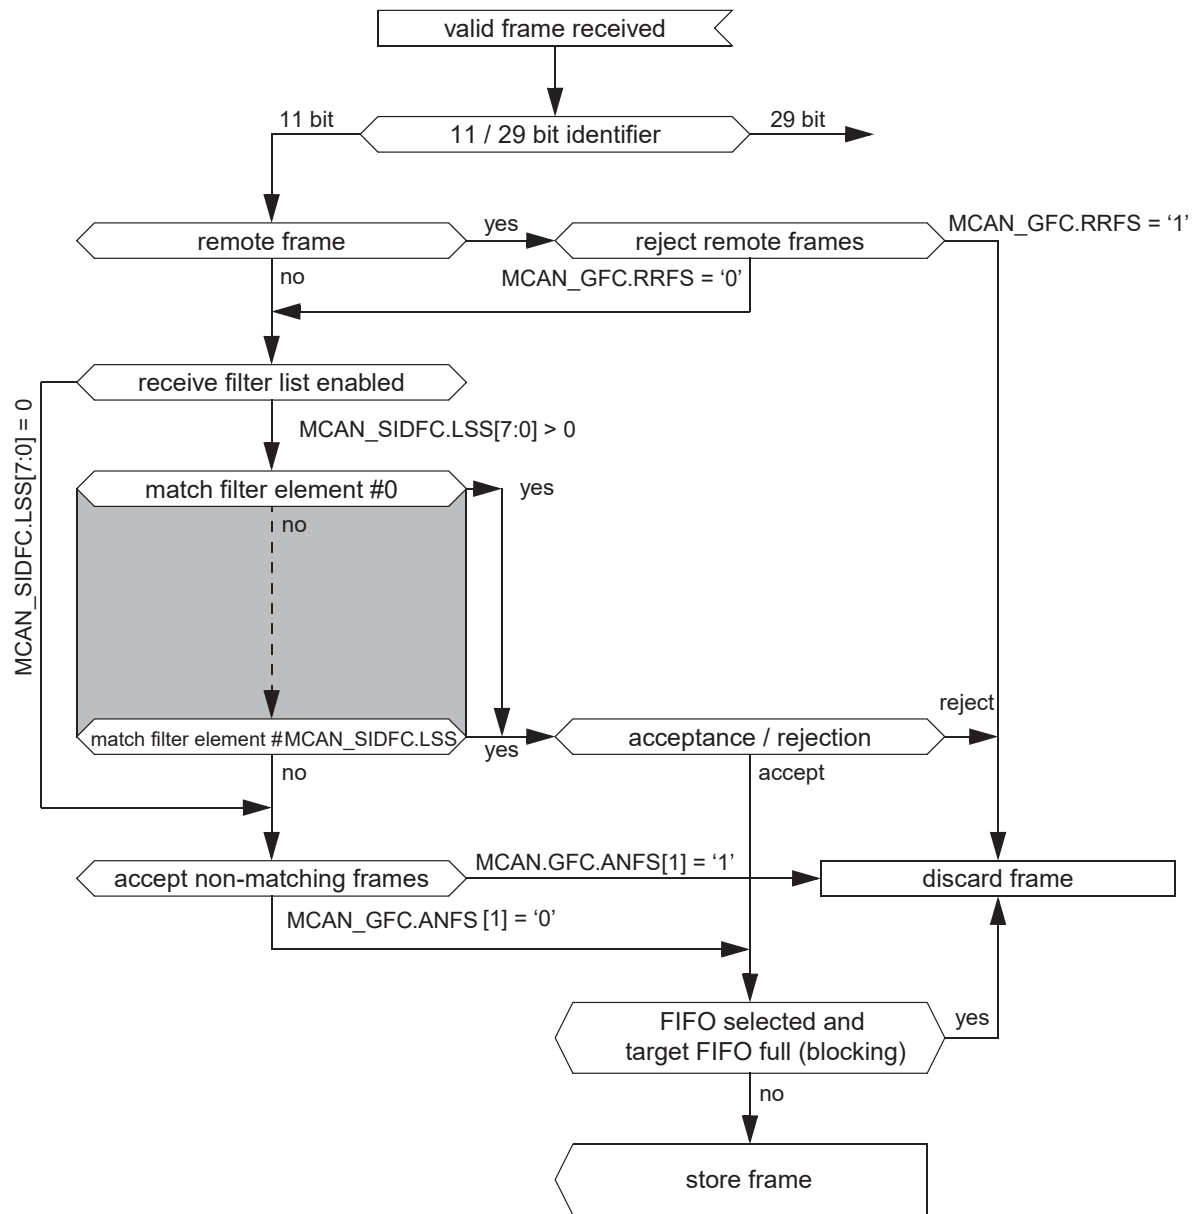 valid frame received
11 bit
11 / 29 bit identifier
29 bit
remote frame
yes
reject remote frames
MCAN_GFC.RRFS = ‘1’
no
MCAN_GFC.RRFS = ‘0’
receive filter list enabled
MCAN_SIDFC.LSS[7:0] = 0
MCAN_SIDFC.LSS[7:0] > 0
match filter element #0
yes
no
match filter element #MCAN_SIDFC.LSS
yes
acceptance / rejection
reject
no
accept
accept non-matching frames
MCAN.GFC.ANFS[1] = ‘1’
discard frame
MCAN_GFC.ANFS [1] = ‘0’
FIFO selected and
target FIFO full (blocking)
yes
no
store frame